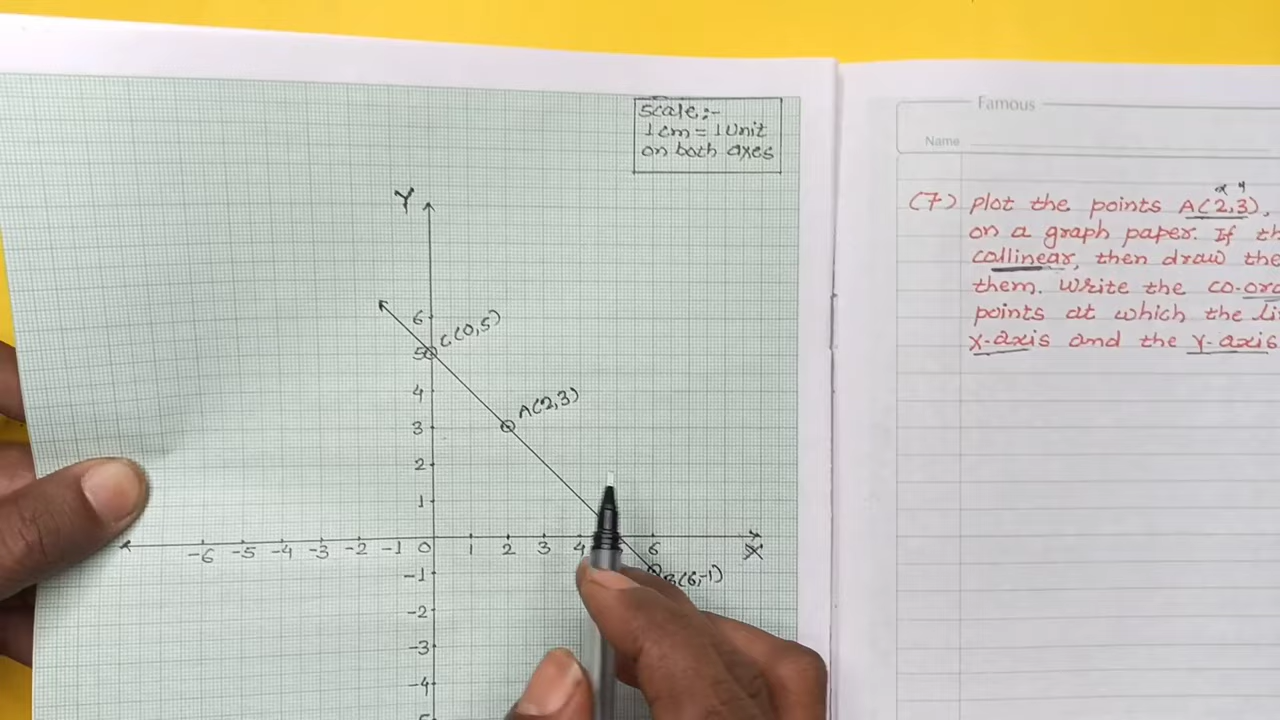 Scale:-
1 cm = 1 Unit
on both axes
Y
6
C(0,5)
5
4
A(2,3)
3
2
1
-6 -5 -4 -3 -2 -1 0 1 2 3 4 5 6 X
-1
B(6,-1)
-2
-3
-4
Famous
Name
x y
(7) Plot the points A(2,3),
on a graph paper. If th
collinear, then draw the
them. Write the co-ord
points at which the li
X-axis and the Y-axis